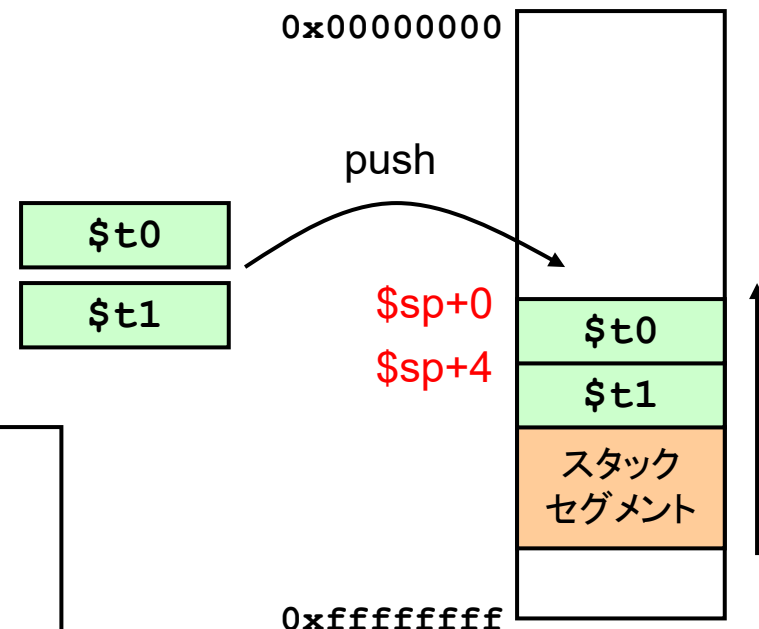 0x00000000
push
$t0
$t1
$sp+0
$sp+4
$t0
$t1
スタック
セグメント
0xffffffff